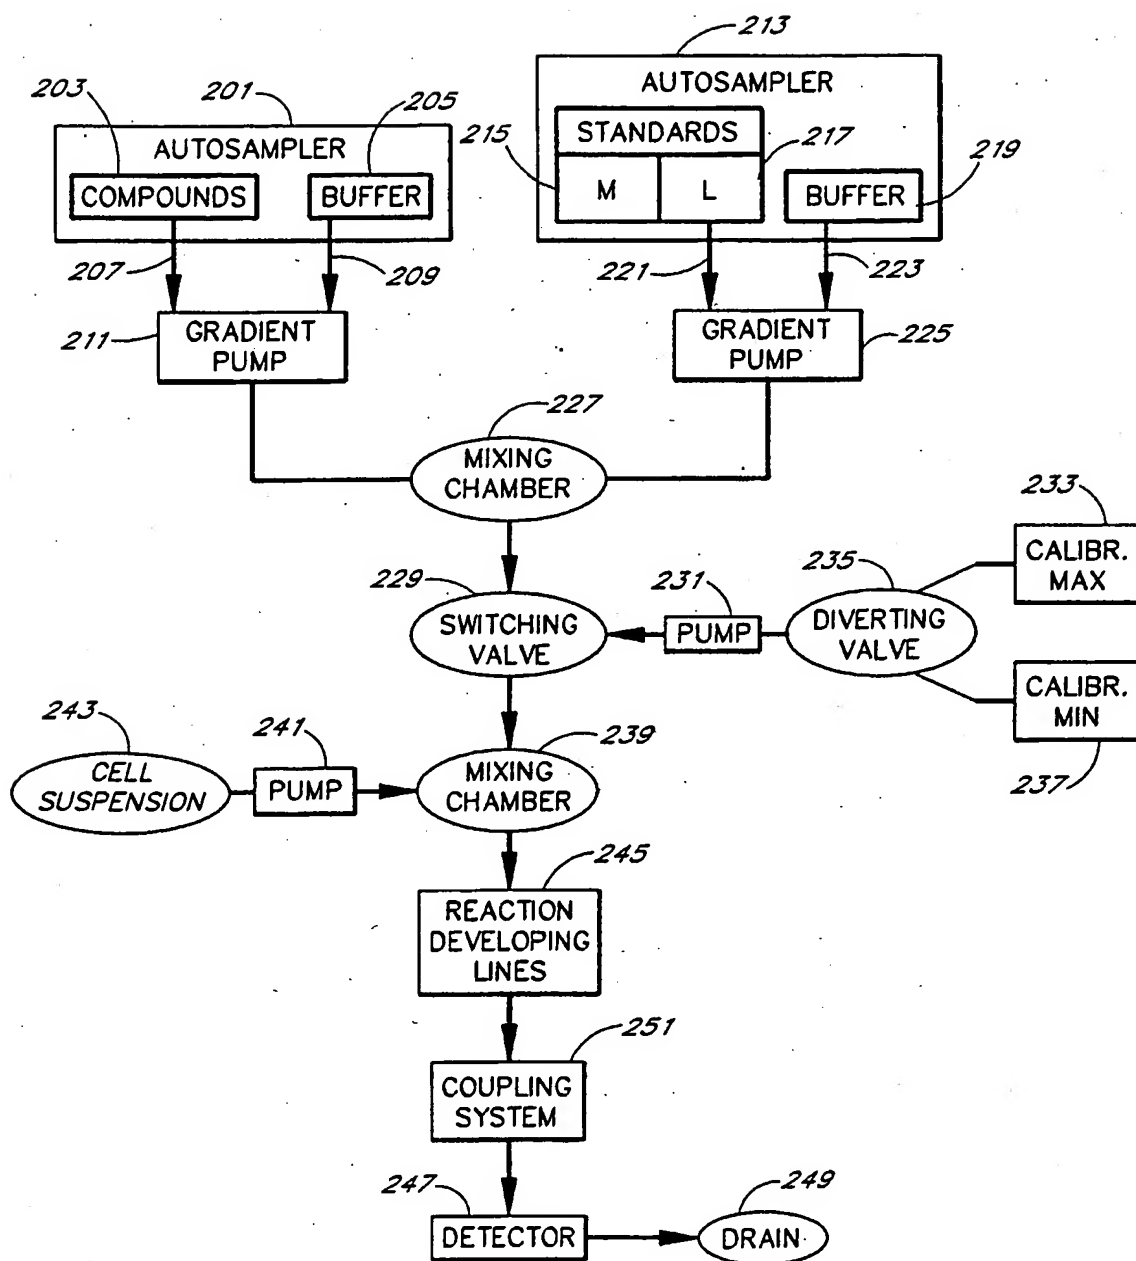 213
AUTOSAMPLER
203
201
205
215
STANDARDS
217
219
AUTOSAMPLER
COMPOUNDS
BUFFER
M
L
BUFFER
207
209
221
223
211
GRADIENT
PUMP
GRADIENT
PUMP
225
227
MIXING
CHAMBER
233
229
231
235
CALIBR.
MAX
SWITCHING
VALVE
PUMP
DIVERTING
VALVE
243
241
239
CALIBR.
MIN
CELL
SUSPENSION
PUMP
MIXING
CHAMBER
237
245
REACTION
DEVELOPING
LINES
251
COUPLING
SYSTEM
247
249
DETECTOR
DRAIN